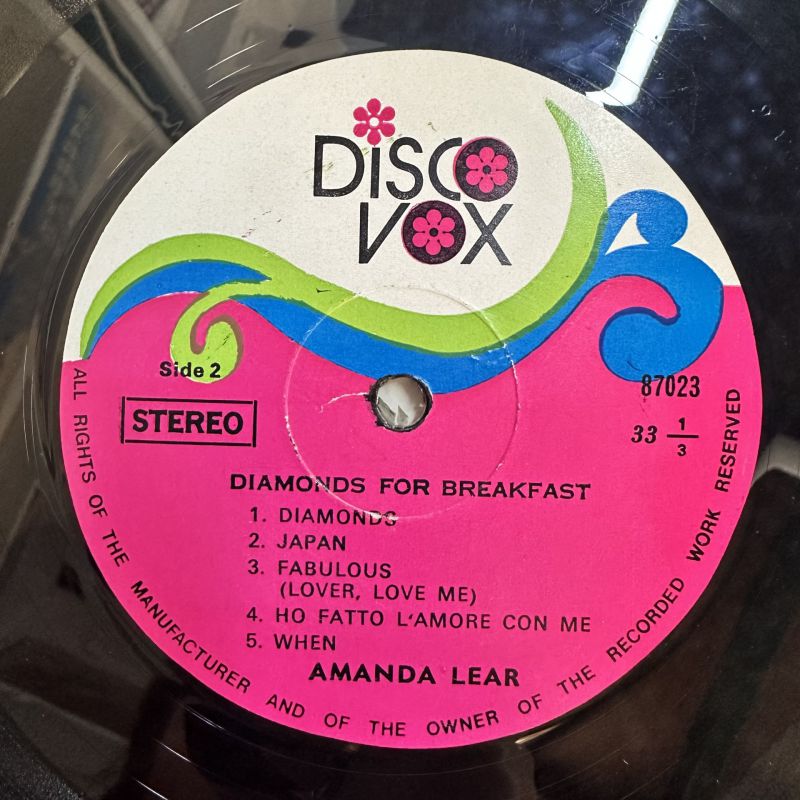 DISCO
VOX
Side 2
87023
STEREO
33 1/3
DIAMONDS FOR BREAKFAST
1. DIAMONDS
2. JAPAN
3. FABULOUS
(LOVER, LOVE ME)
4. HO FATTO L'AMORE CON ME
5. WHEN
AMANDA LEAR
ALL RIGHTS OF THE MANUFACTURER AND OF THE OWNER OF THE RECORDED WORK RESERVED